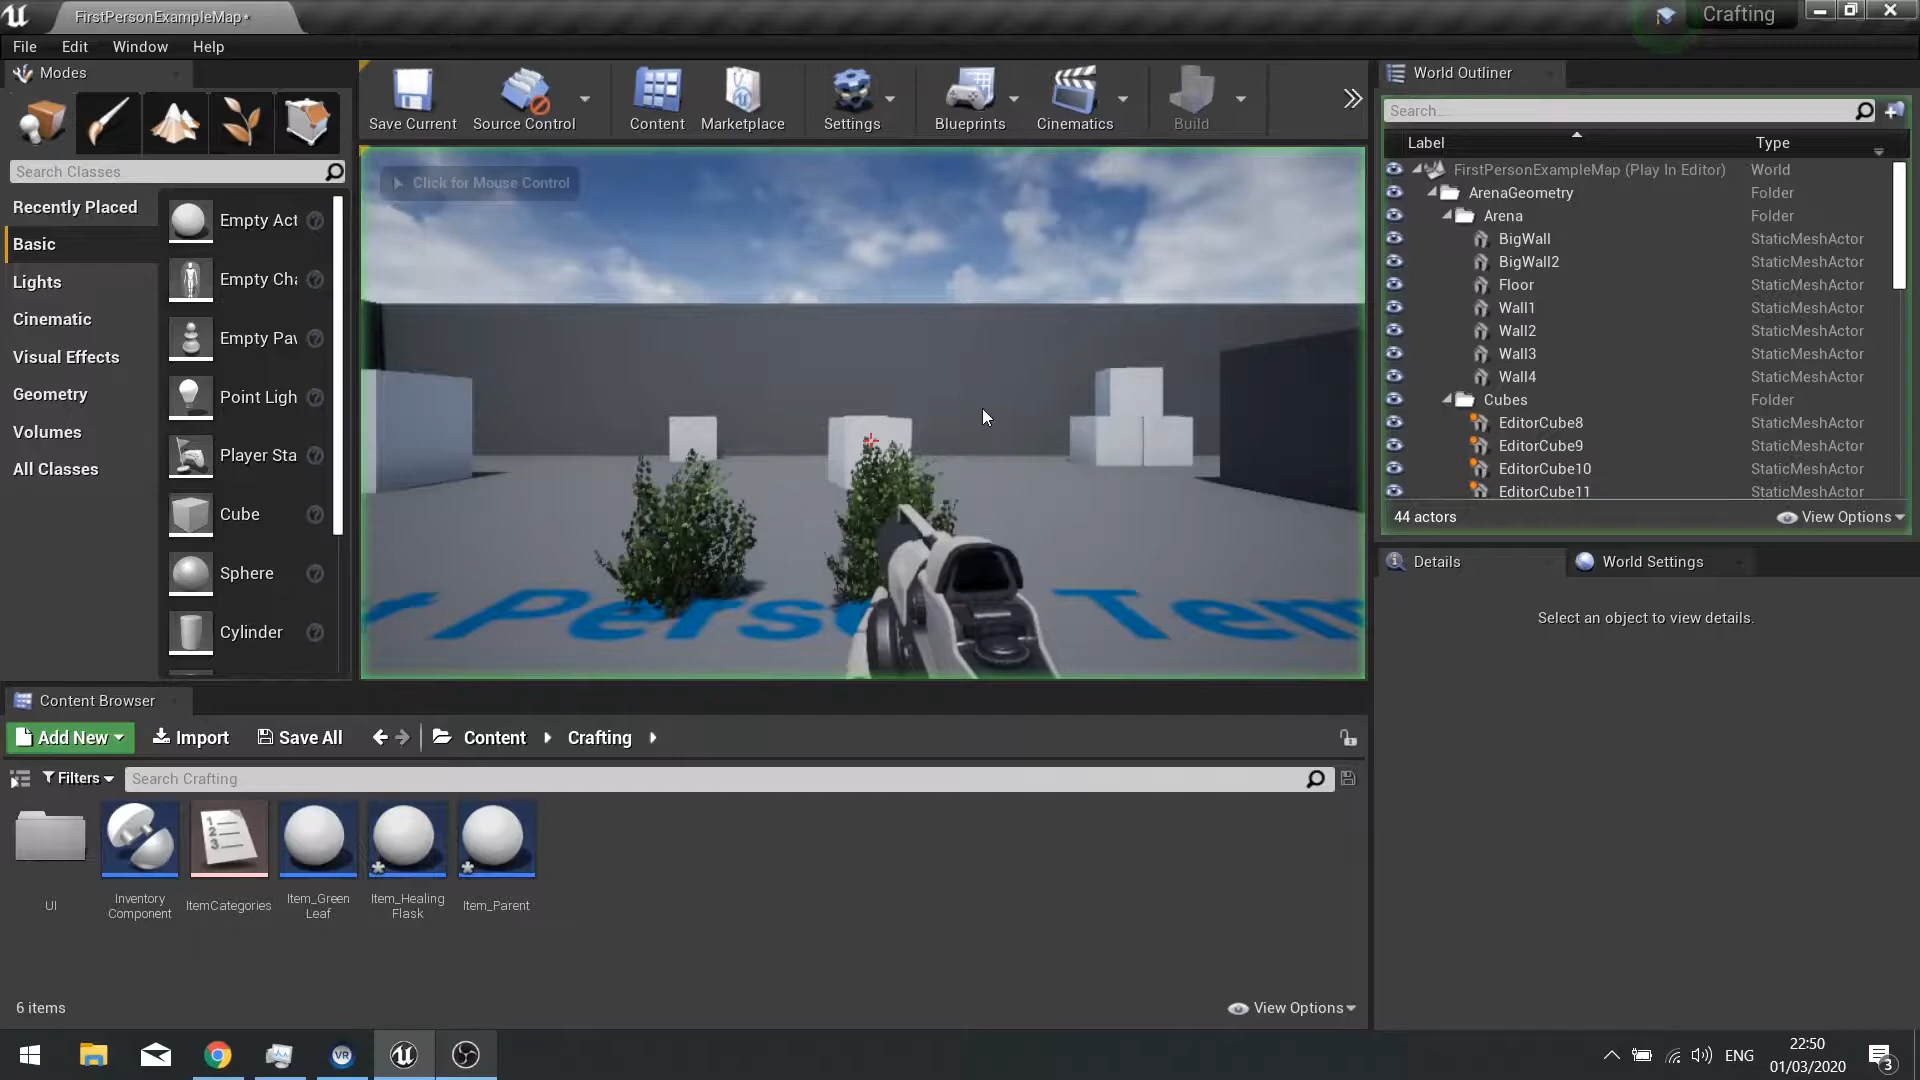 FirstPersonExampleMap*
Crafting
File Edit Window Help
Modes
Search Classes
Recently Placed
Basic
Lights
Cinematic
Visual Effects
Geometry
Volumes
All Classes
Empty Act
Empty Cha
Empty Pav
Point Ligh
Player Sta
Cube
Sphere
Cylinder
Save Current
Source Control
Content
Marketplace
Settings
Blueprints
Cinematics
Build
Click for Mouse Control
r Perso Tem
World Outliner
Search...
Label Type
FirstPersonExampleMap (Play In Editor) World
ArenaGeometry Folder
Arena Folder
BigWall StaticMeshActor
BigWall2 StaticMeshActor
Floor StaticMeshActor
Wall1 StaticMeshActor
Wall2 StaticMeshActor
Wall3 StaticMeshActor
Wall4 StaticMeshActor
Cubes Folder
EditorCube8 StaticMeshActor
EditorCube9 StaticMeshActor
EditorCube10 StaticMeshActor
EditorCube11 StaticMeshActor
44 actors View Options
Details World Settings
Select an object to view details.
Content Browser
Add New Import Save All Content Crafting
Filters Search Crafting
UI
Inventory
Component
ItemCategories
Item_Green
Leaf
Item_Healing
Flask
Item_Parent
6 items View Options
VR
ENG
22:50
01/03/2020
3